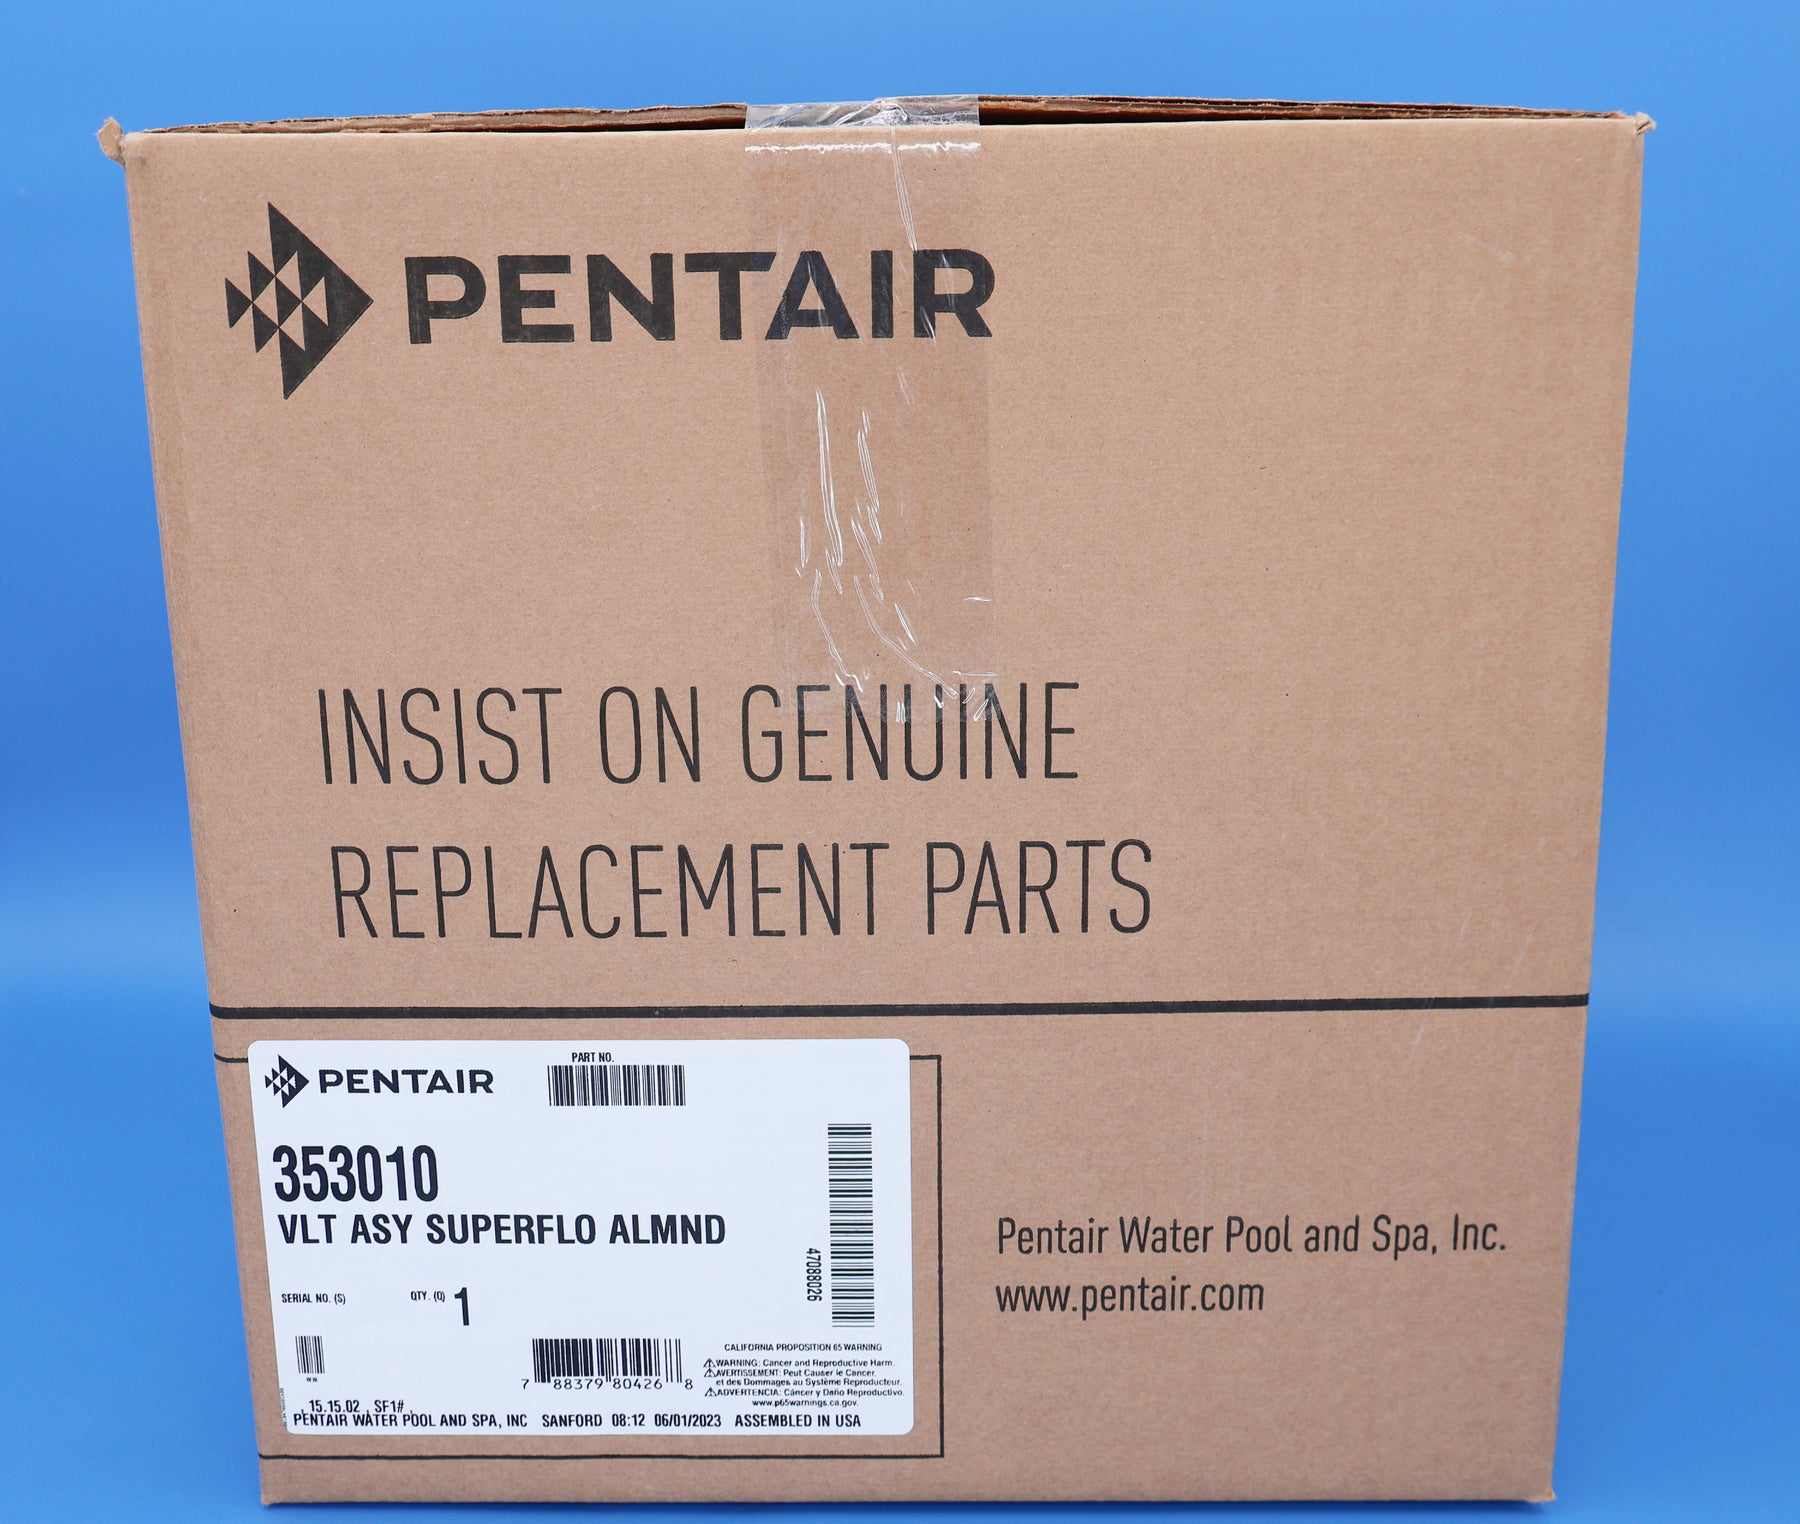 PENTAIR
INSIST ON GENUINE
REPLACEMENT PARTS
PENTAIR
PART NO.
353010
VLT ASY SUPERFLO ALMND
47088026
SERIAL NO. (S)
QTY. (Q) 1
7 88379 80426 8
CALIFORNIA PROPOSITION 65 WARNING
WARNING: Cancer and Reproductive Harm.
AVERTISSEMENT: Peut Causer le Cancer.
et des Dommages au Système Reproducteur.
ADVERTENCIA: Cáncer y Daño Reproductivo.
www.p65warnings.ca.gov.
15.15.02 SF1#
PENTAIR WATER POOL AND SPA, INC SANFORD 08:12 06/01/2023 ASSEMBLED IN USA
Pentair Water Pool and Spa, Inc.
www.pentair.com